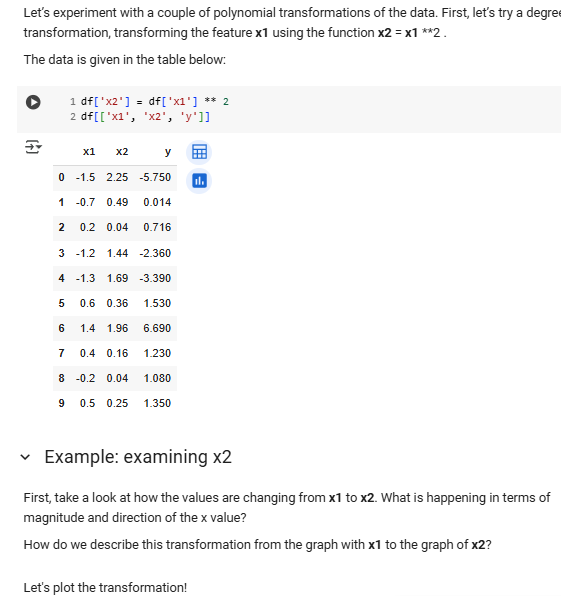 Let's experiment with a couple of polynomial transformations of the data. First, let's try a degree
transformation, transforming the feature x1 using the function x2 = x1 **2 .
The data is given in the table below:
1 df['x2'] = df['x1'] ** 2
2 df[['x1', 'x2', 'y']]
x1 x2 y
0 -1.5 2.25 -5.750
1 -0.7 0.49 0.014
2 0.2 0.04 0.716
3 -1.2 1.44 -2.360
4 -1.3 1.69 -3.390
5 0.6 0.36 1.530
6 1.4 1.96 6.690
7 0.4 0.16 1.230
8 -0.2 0.04 1.080
9 0.5 0.25 1.350
Example: examining x2
First, take a look at how the values are changing from x1 to x2. What is happening in terms of
magnitude and direction of the x value?
How do we describe this transformation from the graph with x1 to the graph of x2?
Let's plot the transformation!